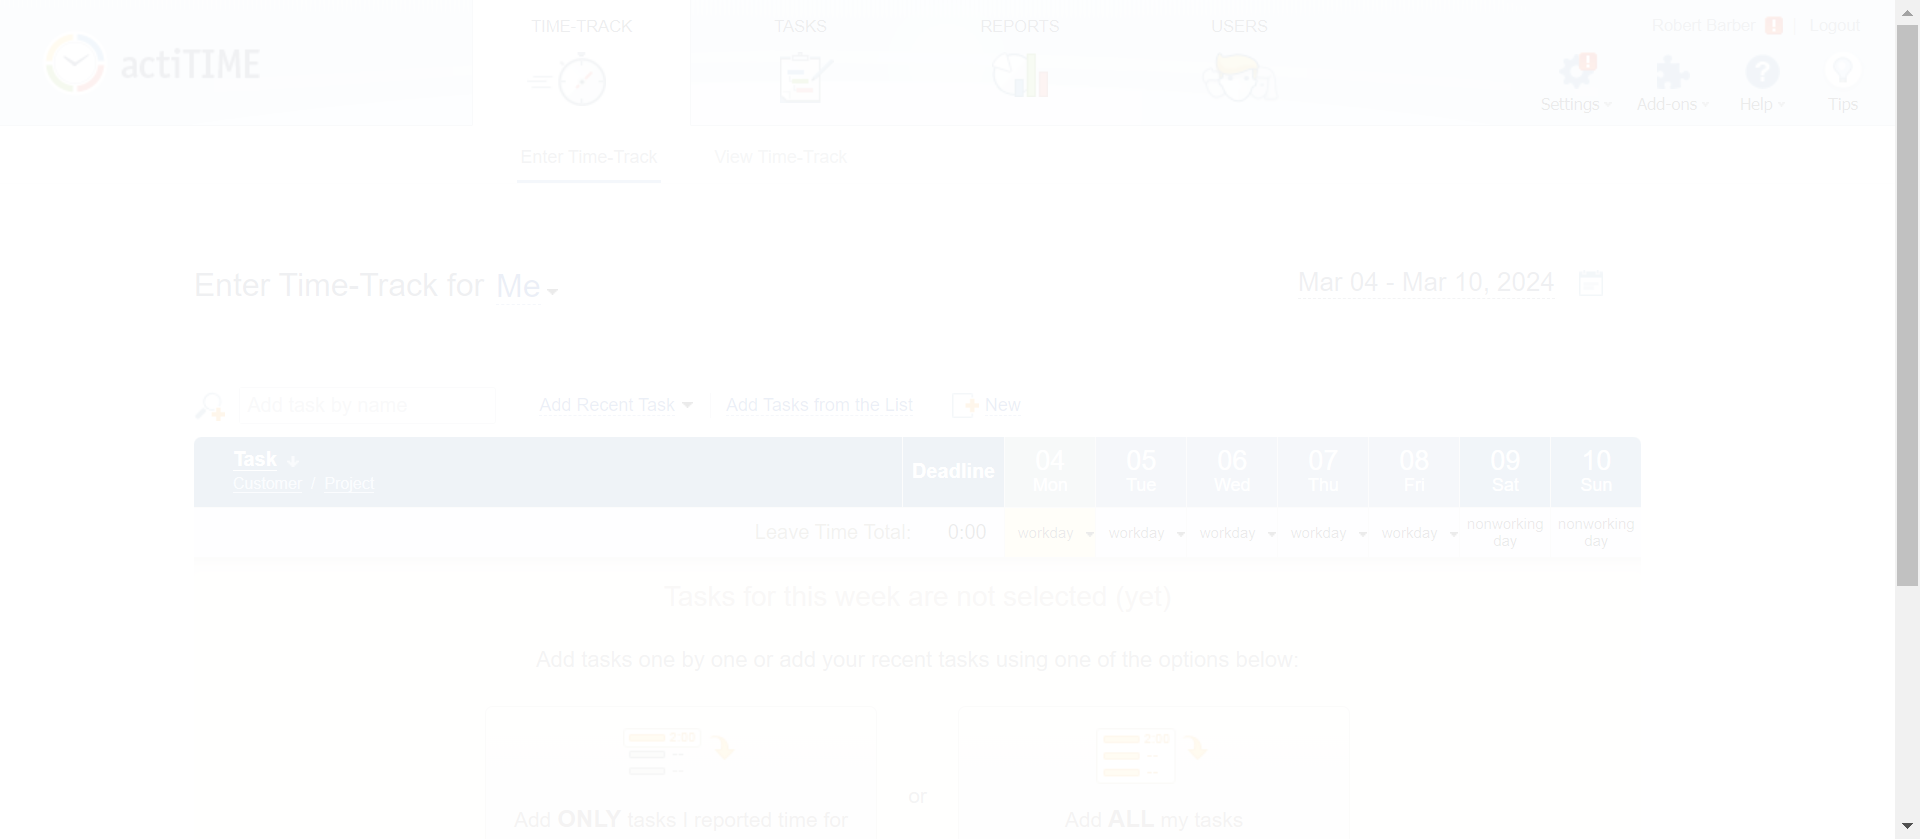 TIME-TRACK
TASKS
REPORTS
USERS
Robert Barber
Logout
actiTIME
Settings
Add-ons
Help
Tips
Enter Time-Track
View Time-Track
Enter Time-Track for Me
Mar 04 - Mar 10, 2024
Add task by name
Add Recent Task
Add Tasks from the List
New
Task
Customer / Project
Deadline
04 Mon
05 Tue
06 Wed
07 Thu
08 Fri
09 Sat
10 Sun
Leave Time Total: 0:00
workday
workday
workday
workday
workday
nonworking day
nonworking day
Tasks for this week are not selected (yet)
Add tasks one by one or add your recent tasks using one of the options below:
Add ONLY tasks I reported time for
or
Add ALL my tasks